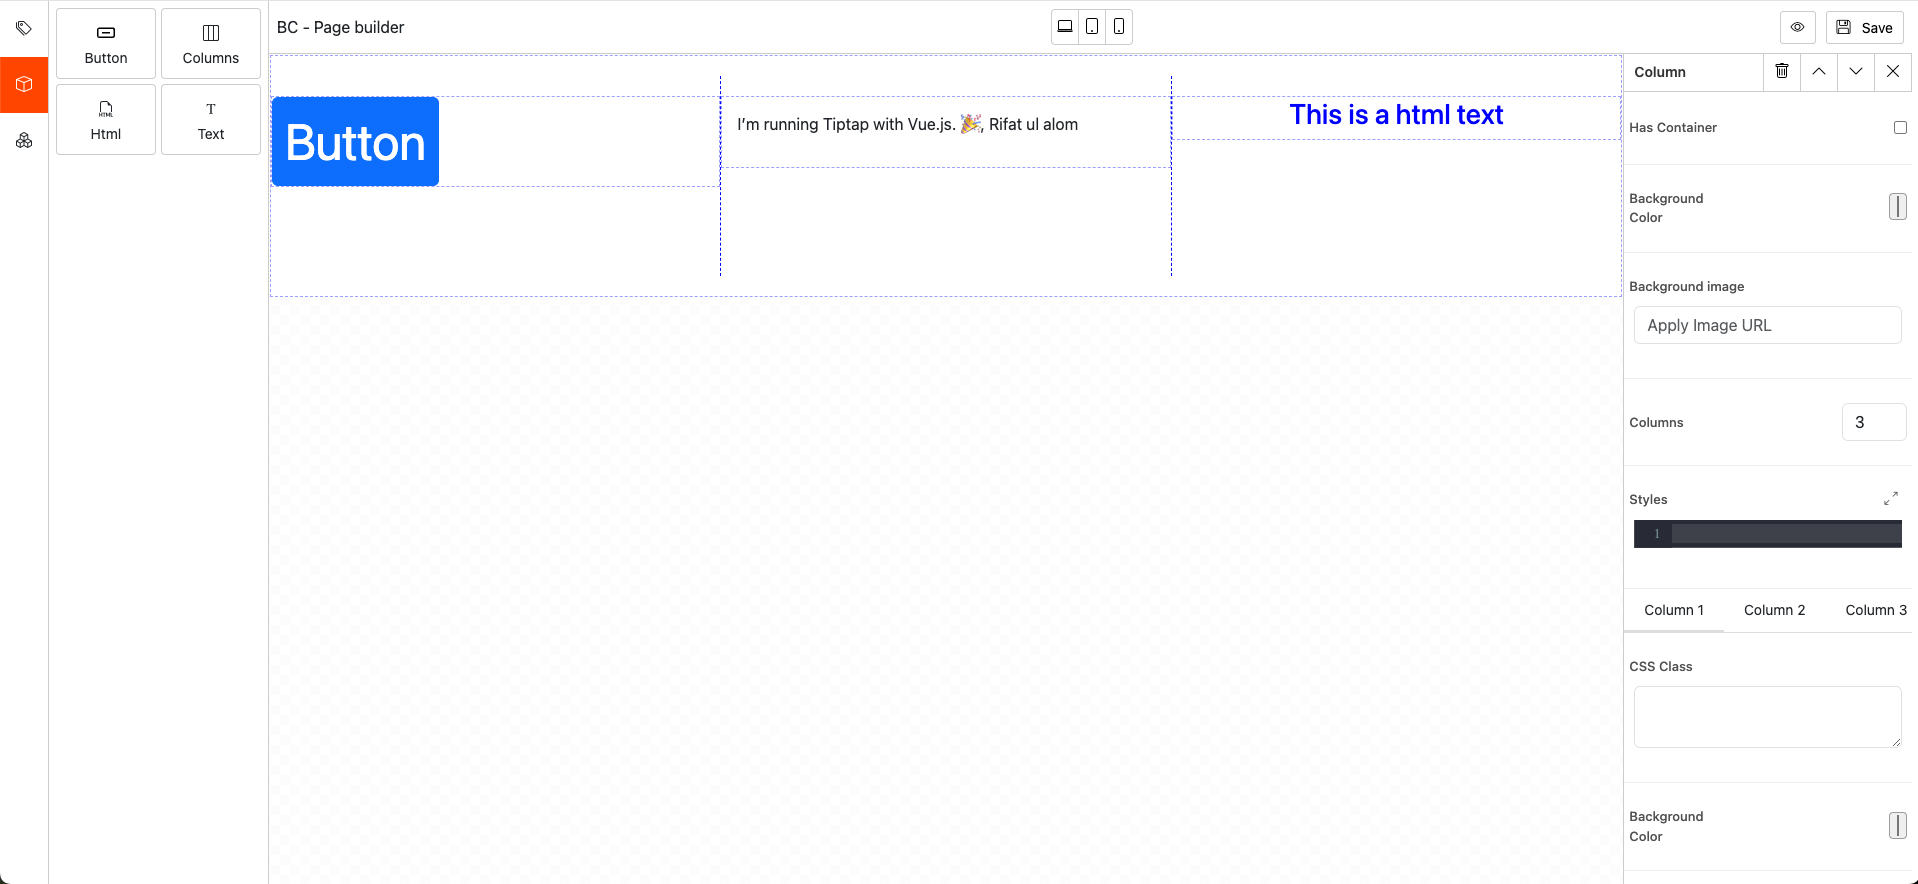 Button
Columns
HTML
Html
T
Text
BC - Page builder
Save
Button
I'm running Tiptap with Vue.js. 🎉, Rifat ul alom
This is a html text
Column
Has Container
Background
Color
Background image
Apply Image URL
Columns
3
Styles
1
Column 1
Column 2
Column 3
CSS Class
Background
Color